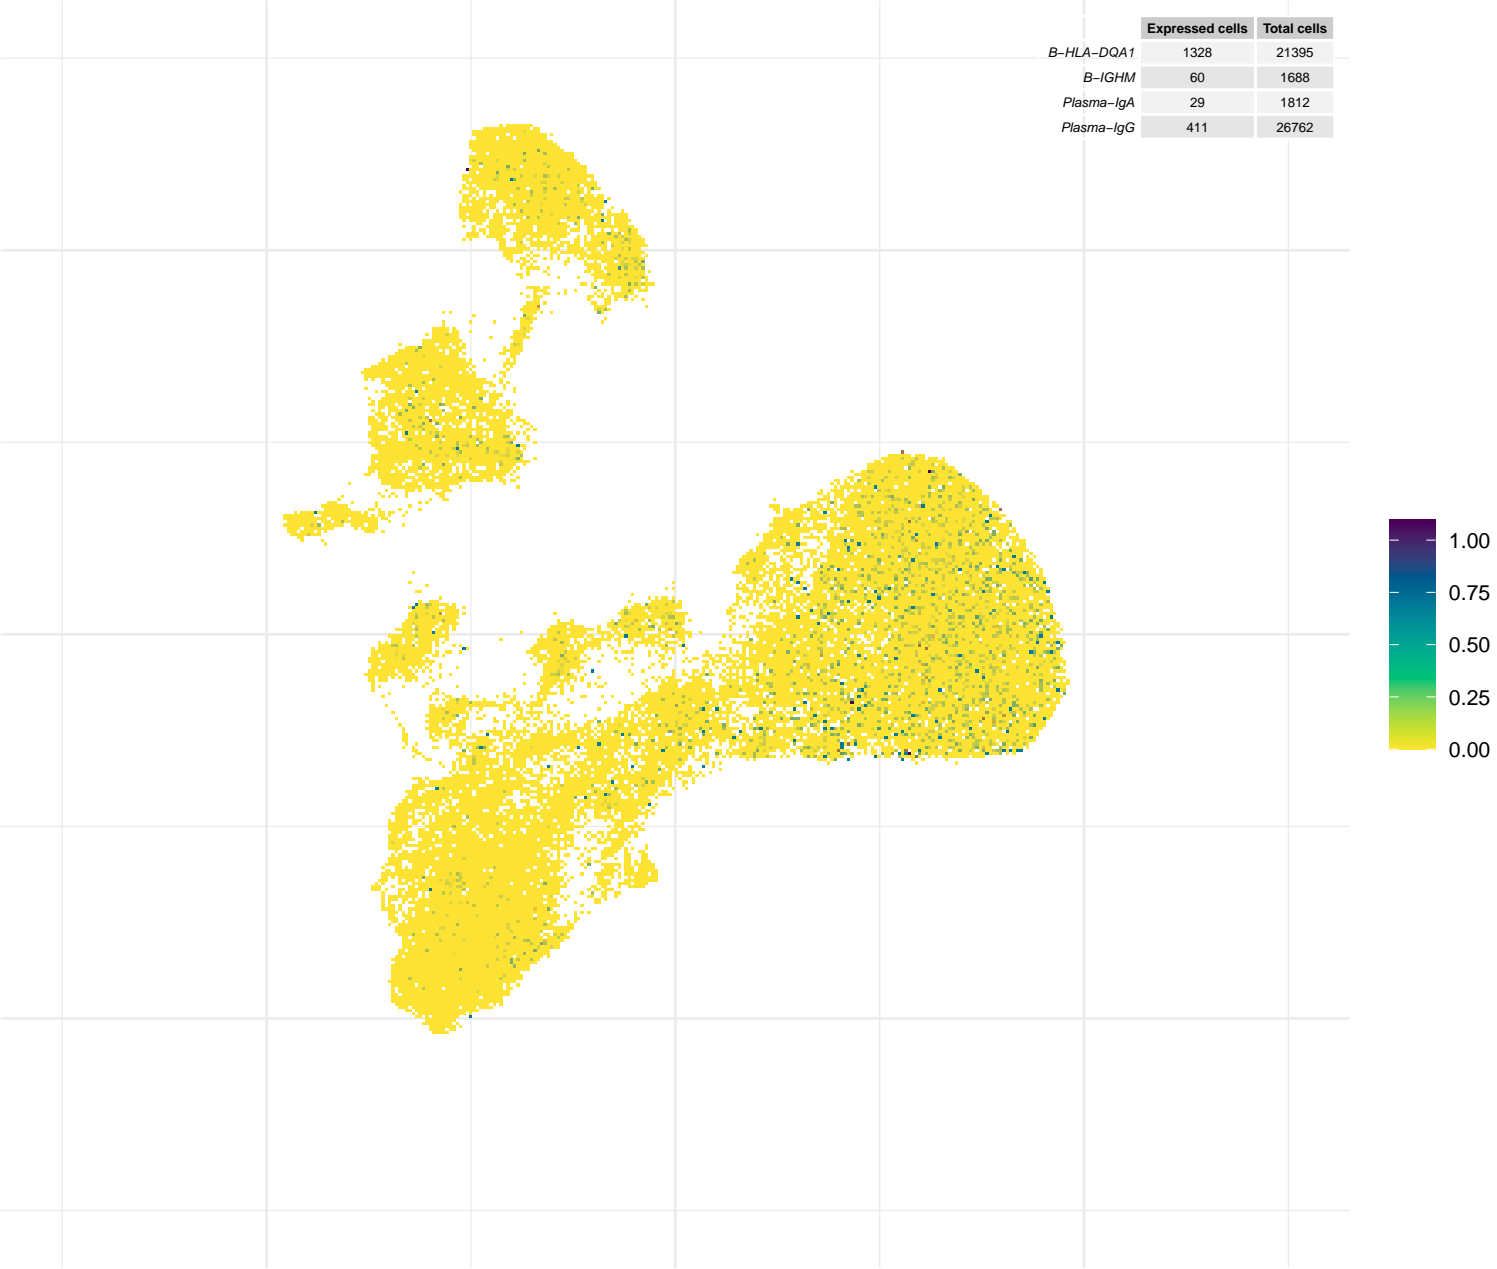 Expressed cells Total cells
B−HLA−DQA1 1328 21395
B−IGHM 60 1688
Plasma−IgA 29 1812
Plasma−IgG 411 26762
1.00
0.75
0.50
0.25
0.00